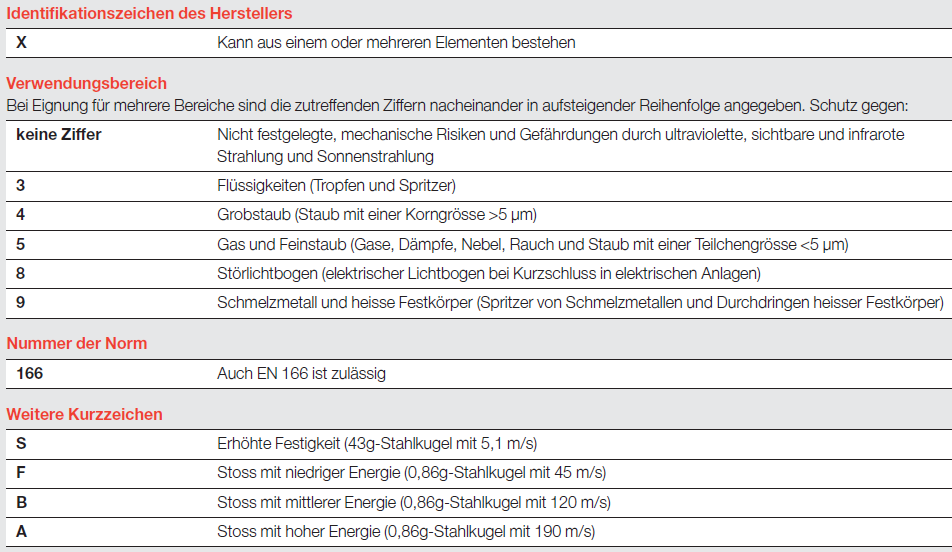 Identifikationszeichen des Herstellers
X Kann aus einem oder mehreren Elementen bestehen
Verwendungsbereich
Bei Eignung für mehrere Bereiche sind die zutreffenden Ziffern nacheinander in aufsteigender Reihenfolge angegeben. Schutz gegen:
keine Ziffer Nicht festgelegte, mechanische Risiken und Gefährdungen durch ultraviolette, sichtbare und infrarote
Strahlung und Sonnenstrahlung
3 Flüssigkeiten (Tropfen und Spritzer)
4 Grobstaub (Staub mit einer Korngrösse >5 µm)
5 Gas und Feinstaub (Gase, Dämpfe, Nebel, Rauch und Staub mit einer Teilchengrösse <5 µm)
8 Störlichtbogen (elektrischer Lichtbogen bei Kurzschluss in elektrischen Anlagen)
9 Schmelzmetall und heisse Festkörper (Spritzer von Schmelzmetallen und Durchdringen heisser Festkörper)
Nummer der Norm
166 Auch EN 166 ist zulässig
Weitere Kurzzeichen
S Erhöhte Festigkeit (43g-Stahlkugel mit 5,1 m/s)
F Stoss mit niedriger Energie (0,86g-Stahlkugel mit 45 m/s)
B Stoss mit mittlerer Energie (0,86g-Stahlkugel mit 120 m/s)
A Stoss mit hoher Energie (0,86g-Stahlkugel mit 190 m/s)